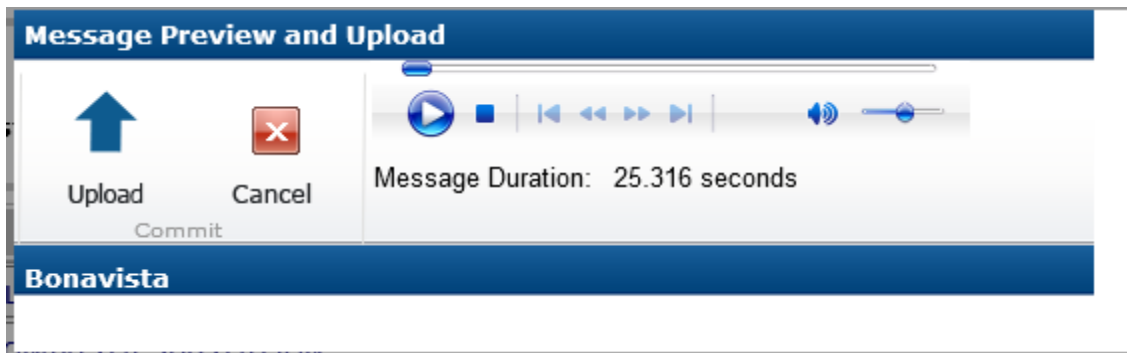 Message Preview and Upload
Upload
Cancel
Commit
Message Duration: 25.316 seconds
Bonavista